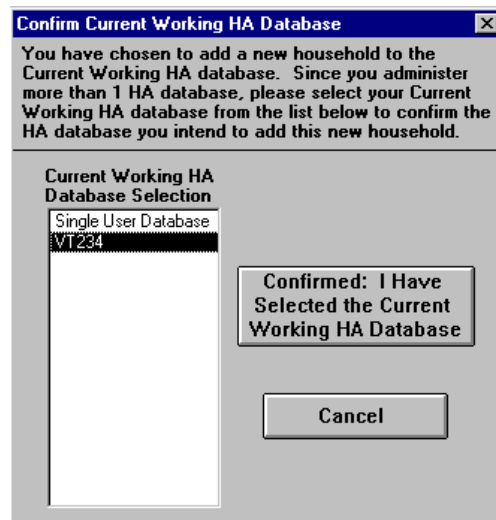 Confirm Current Working HA Database
You have chosen to add a new household to the
Current Working HA database.  Since you administer
more than 1 HA database, please select your Current
Working HA database from the list below to confirm the
HA database you intend to add this new household.
Current Working HA
Database Selection
Single User Database
VT234
Confirmed:  I Have
Selected the Current
Working HA Database
Cancel